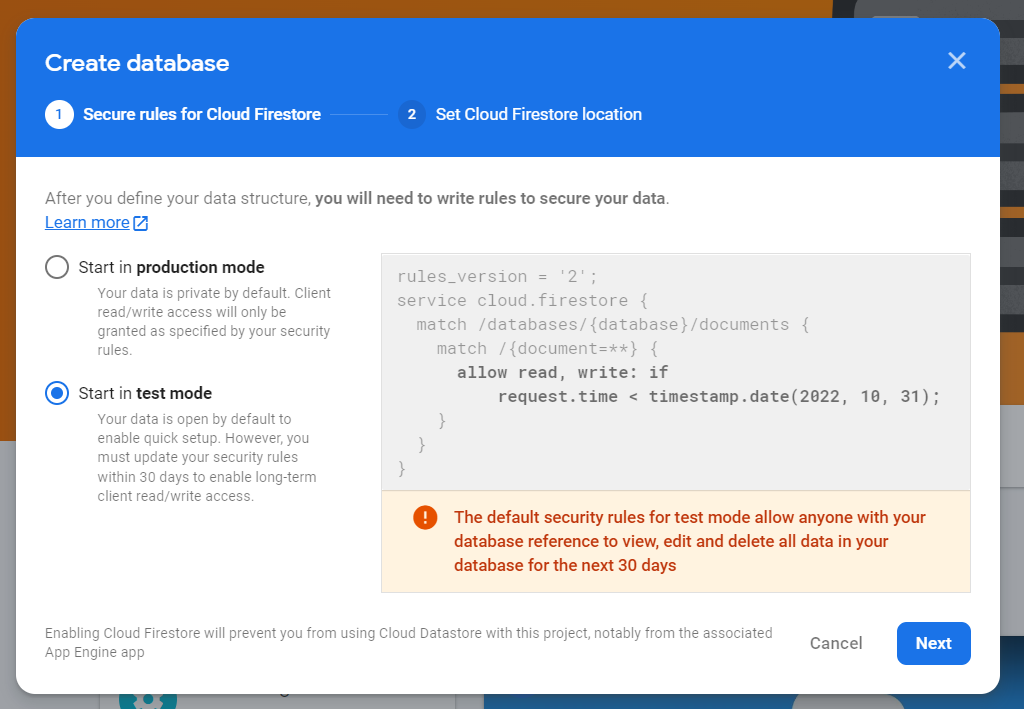 Create database
1 Secure rules for Cloud Firestore 2 Set Cloud Firestore location
After you define your data structure, you will need to write rules to secure your data.
Learn more
Start in production mode
Your data is private by default. Client
read/write access will only be
granted as specified by your security
rules.
Start in test mode
Your data is open by default to
enable quick setup. However, you
must update your security rules
within 30 days to enable long-term
client read/write access.
rules_version = '2';
service cloud.firestore {
match /databases/{database}/documents {
match /{document=**} {
allow read, write: if
request.time < timestamp.date(2022, 10, 31);
}
}
}
The default security rules for test mode allow anyone with your
database reference to view, edit and delete all data in your
database for the next 30 days
Enabling Cloud Firestore will prevent you from using Cloud Datastore with this project, notably from the associated
App Engine app
Cancel
Next